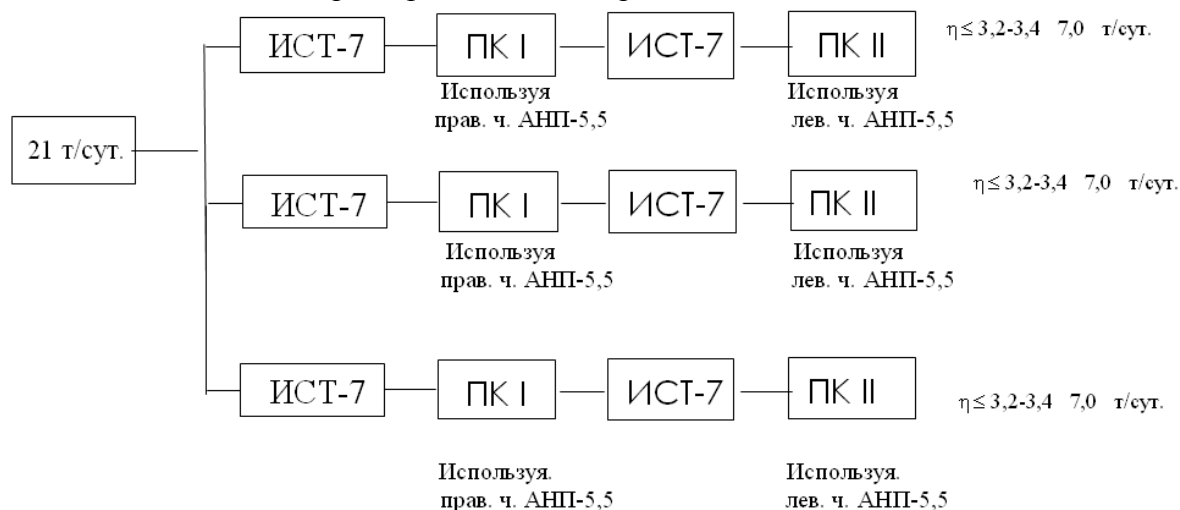 ИСТ-7 ПК I ИСТ-7 ПК II η≤ 3,2-3,4 7,0 т/сут.
Используя Используя
прав. ч. АНП-5,5 лев. ч. АНП-5,5
21 т/сут.
ИСТ-7 ПК I ИСТ-7 ПК II η≤ 3,2-3,4 7,0 т/сут.
Используя Используя
прав. ч. АНП-5,5 лев. ч. АНП-5,5
ИСТ-7 ПК I ИСТ-7 ПК II η≤ 3,2-3,4 7,0 т/сут.
Используя. Используя.
прав. ч. АНП-5,5 лев. ч. АНП-5,5